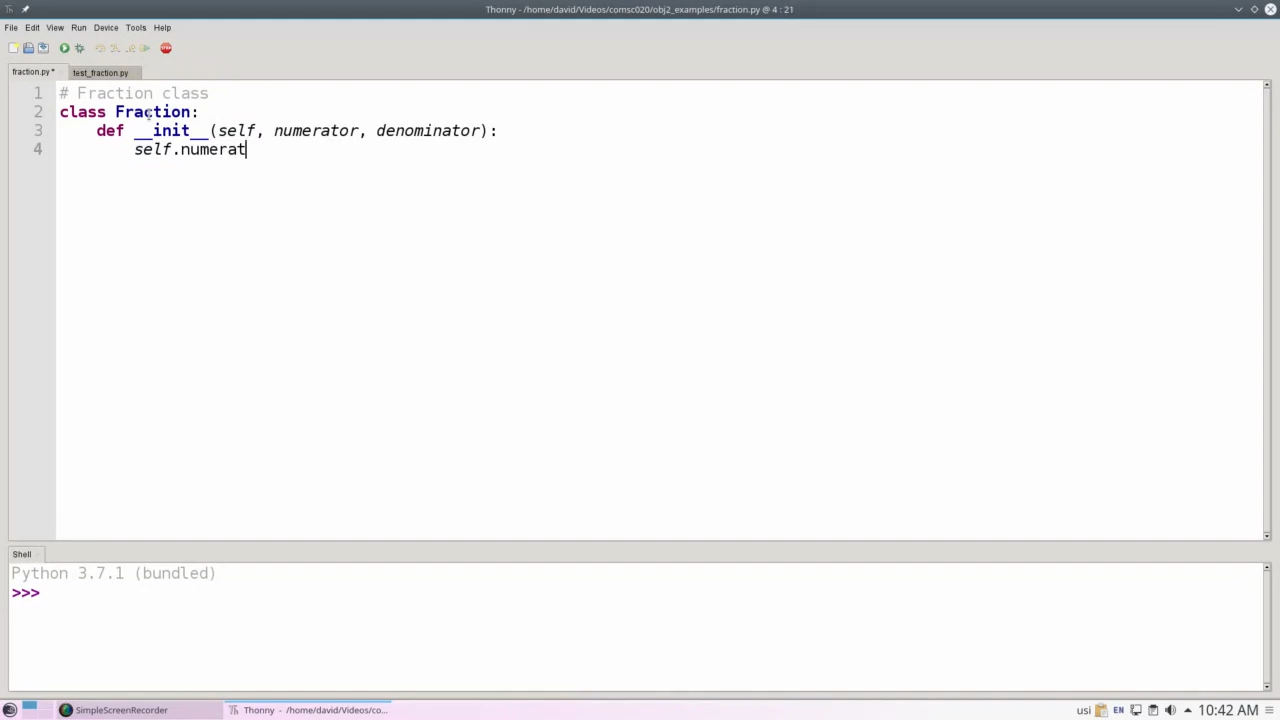 Thonny - /home/david/Videos/comsc020/obj2_examples/fraction.py @ 4 : 21
File Edit View Run Device Tools Help
STOP
fraction.py * test_fraction.py
1 # Fraction class
2 class Fraction:
3 def __init__(self, numerator, denominator):
4 self.numerat
Shell
Python 3.7.1 (bundled)
>>>
SimpleScreenRecorder Th Thonny - /home/david/Videos/co... usi EN 10:42 AM